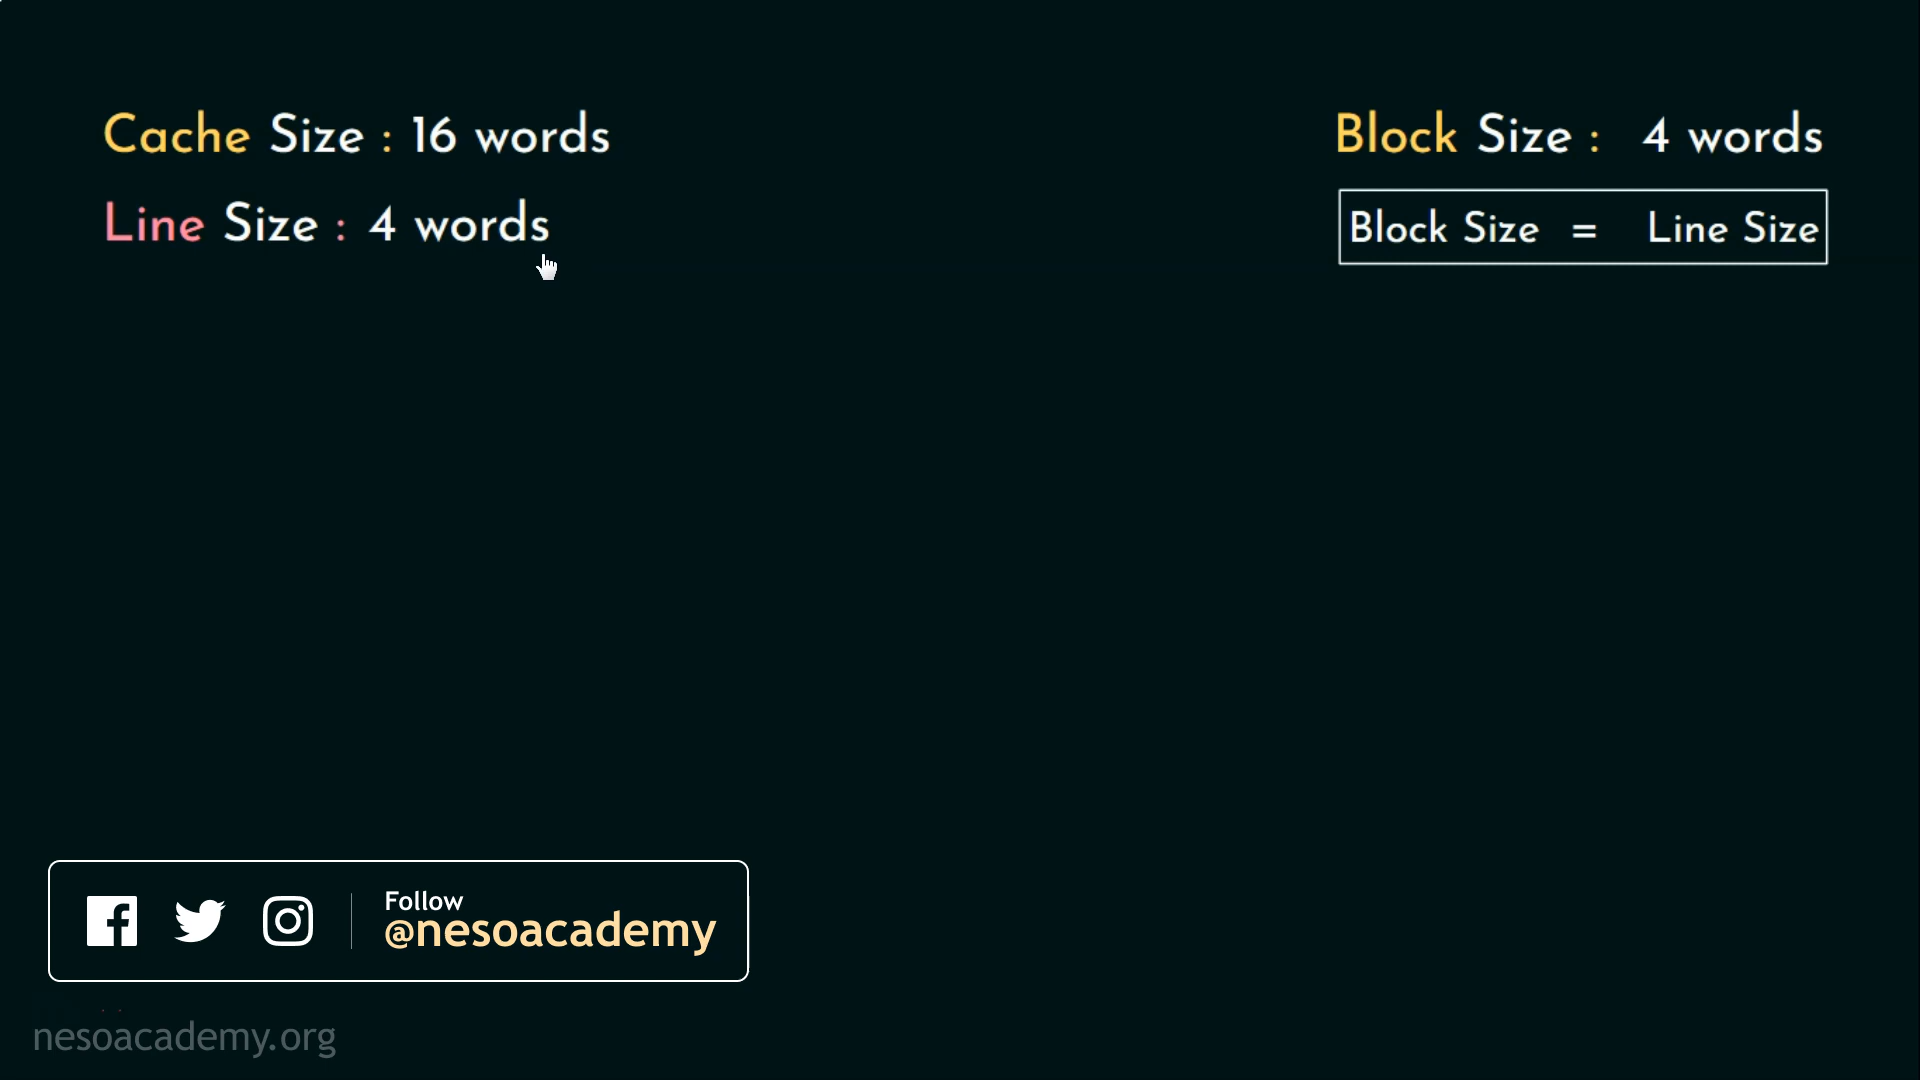 Cache Size : 16 words
Line Size : 4 words
Block Size : 4 words
Block Size = Line Size
Follow
@nesoacademy
nesoacademy.org